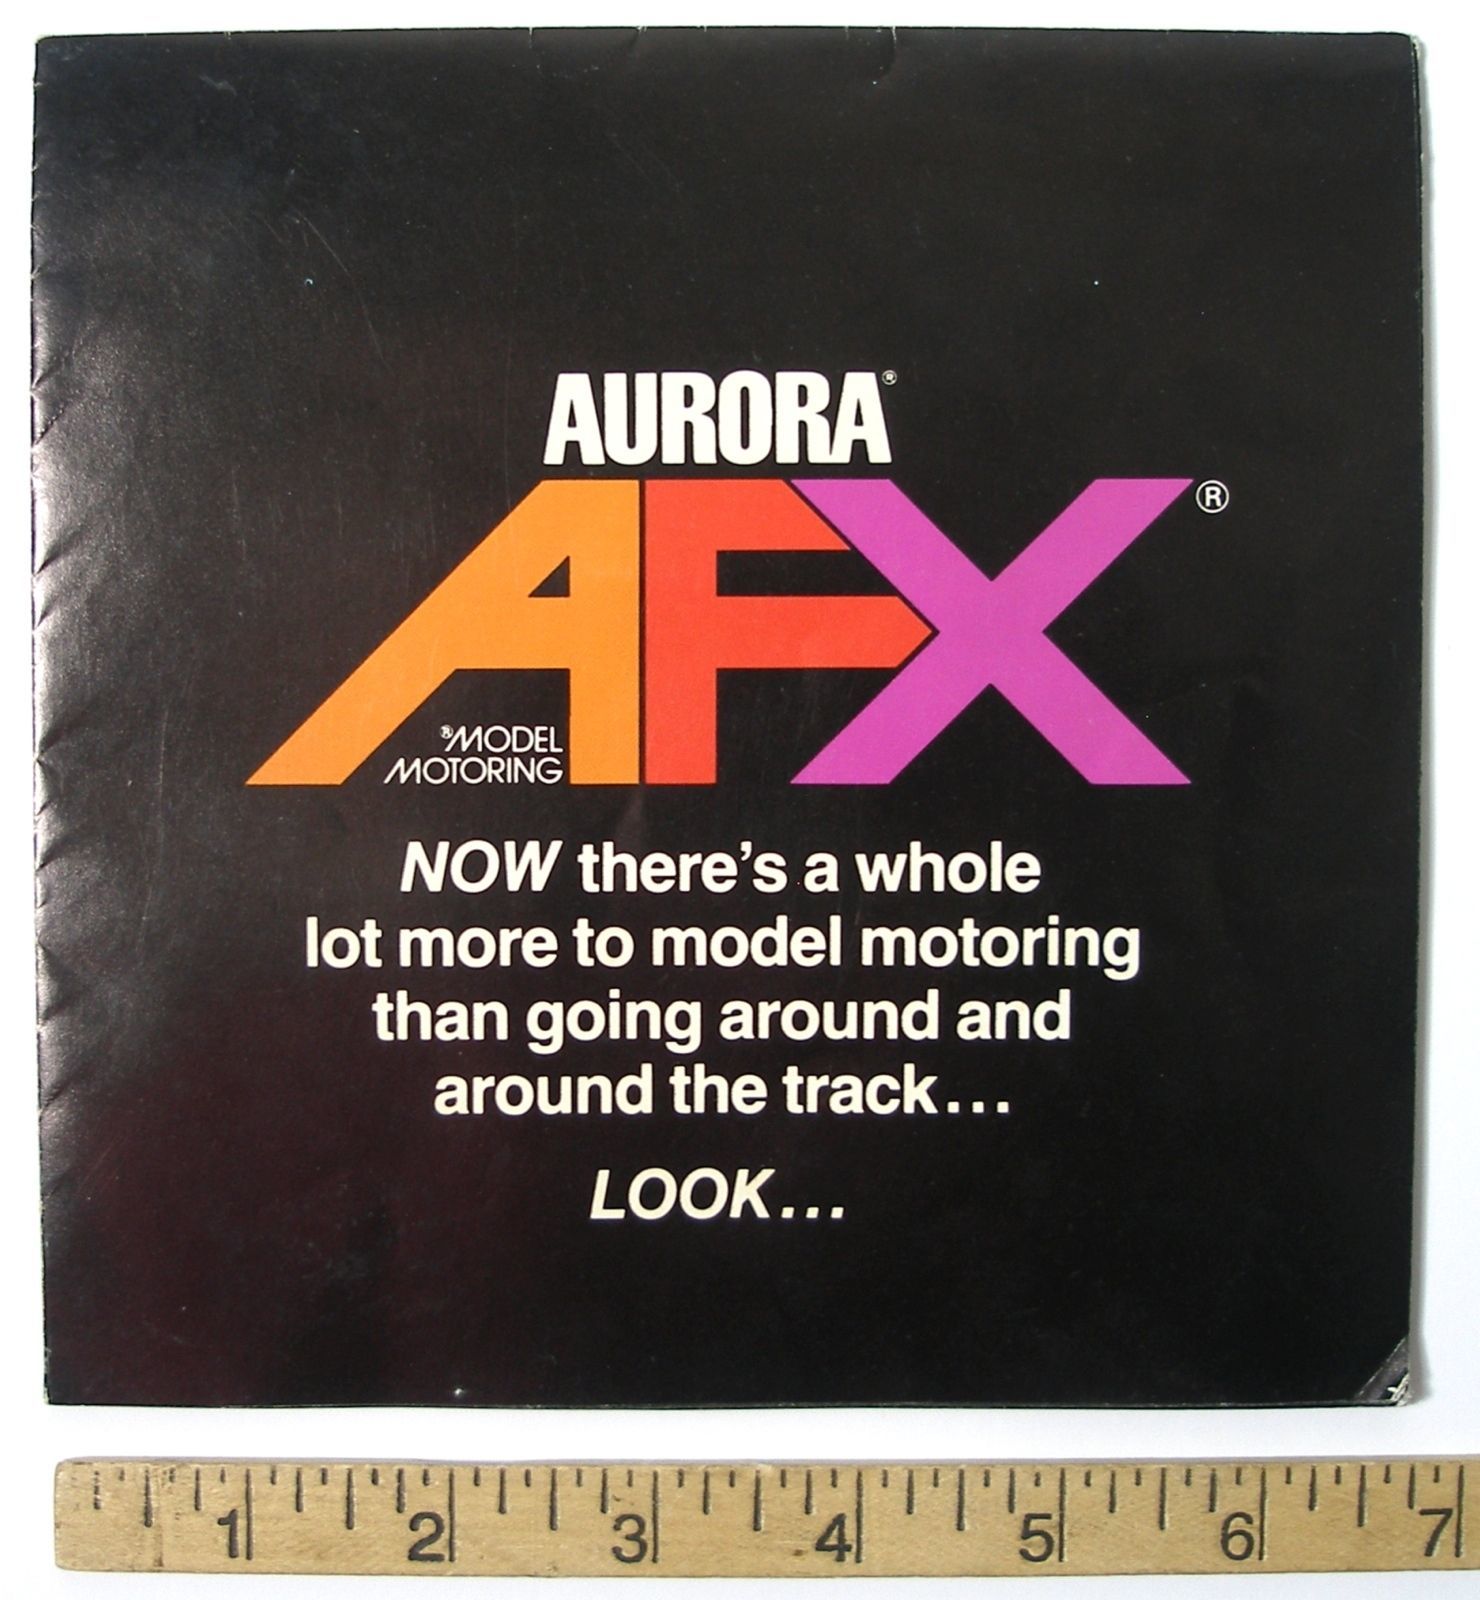 AURORA®
AFX®
®MODEL
MOTORING
NOW there's a whole
lot more to model motoring
than going around and
around the track...
LOOK...
1 2 3 4 5 6 7